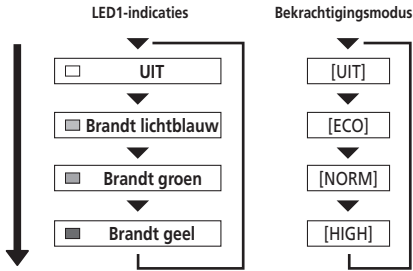 LED1-indicaties
Bekrachtigingsmodus
UIT
[UIT]
Brandt lichtblauw
[ECO]
Brandt groen
[NORM]
Brandt geel
[HIGH]